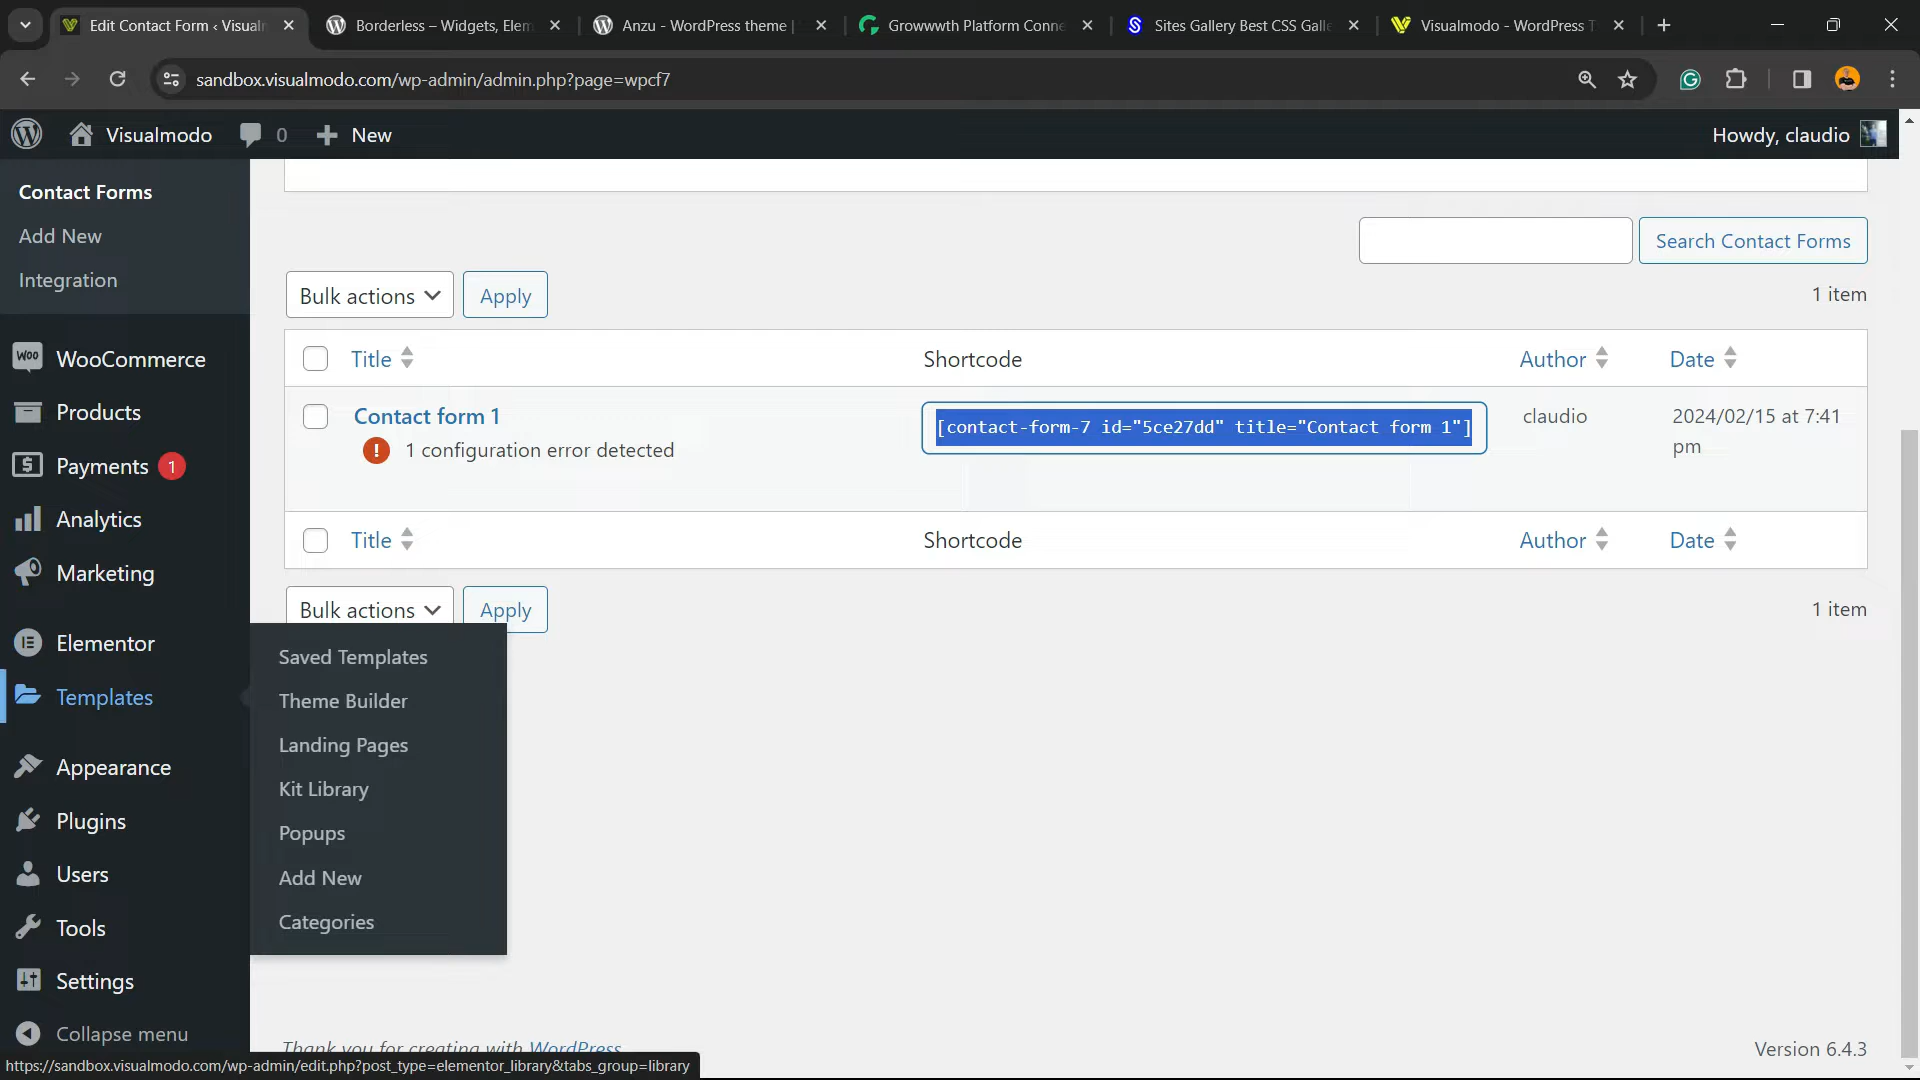 Edit Contact Form ‹ Visual
Borderless – Widgets, Elem
Anzu - WordPress theme |
Growwwth Platform Conne
Sites Gallery Best CSS Galle
Visualmodo - WordPress T
sandbox.visualmodo.com/wp-admin/admin.php?page=wpcf7
Visualmodo
0
New
Howdy, claudio
Contact Forms
Add New
Integration
WooCommerce
Products
Payments 1
Analytics
Marketing
Elementor
Templates
Appearance
Plugins
Users
Tools
Settings
Collapse menu
Search Contact Forms
Bulk actions
Apply
1 item
Title
Shortcode
Author
Date
Contact form 1
1 configuration error detected
[contact-form-7 id="5ce27dd" title="Contact form 1"]
claudio
2024/02/15 at 7:41
pm
Title
Shortcode
Author
Date
Bulk actions
Apply
1 item
Saved Templates
Theme Builder
Landing Pages
Kit Library
Popups
Add New
Categories
Thank you for creating with WordPress
Version 6.4.3
https://sandbox.visualmodo.com/wp-admin/edit.php?post_type=elementor_library&tabs_group=library